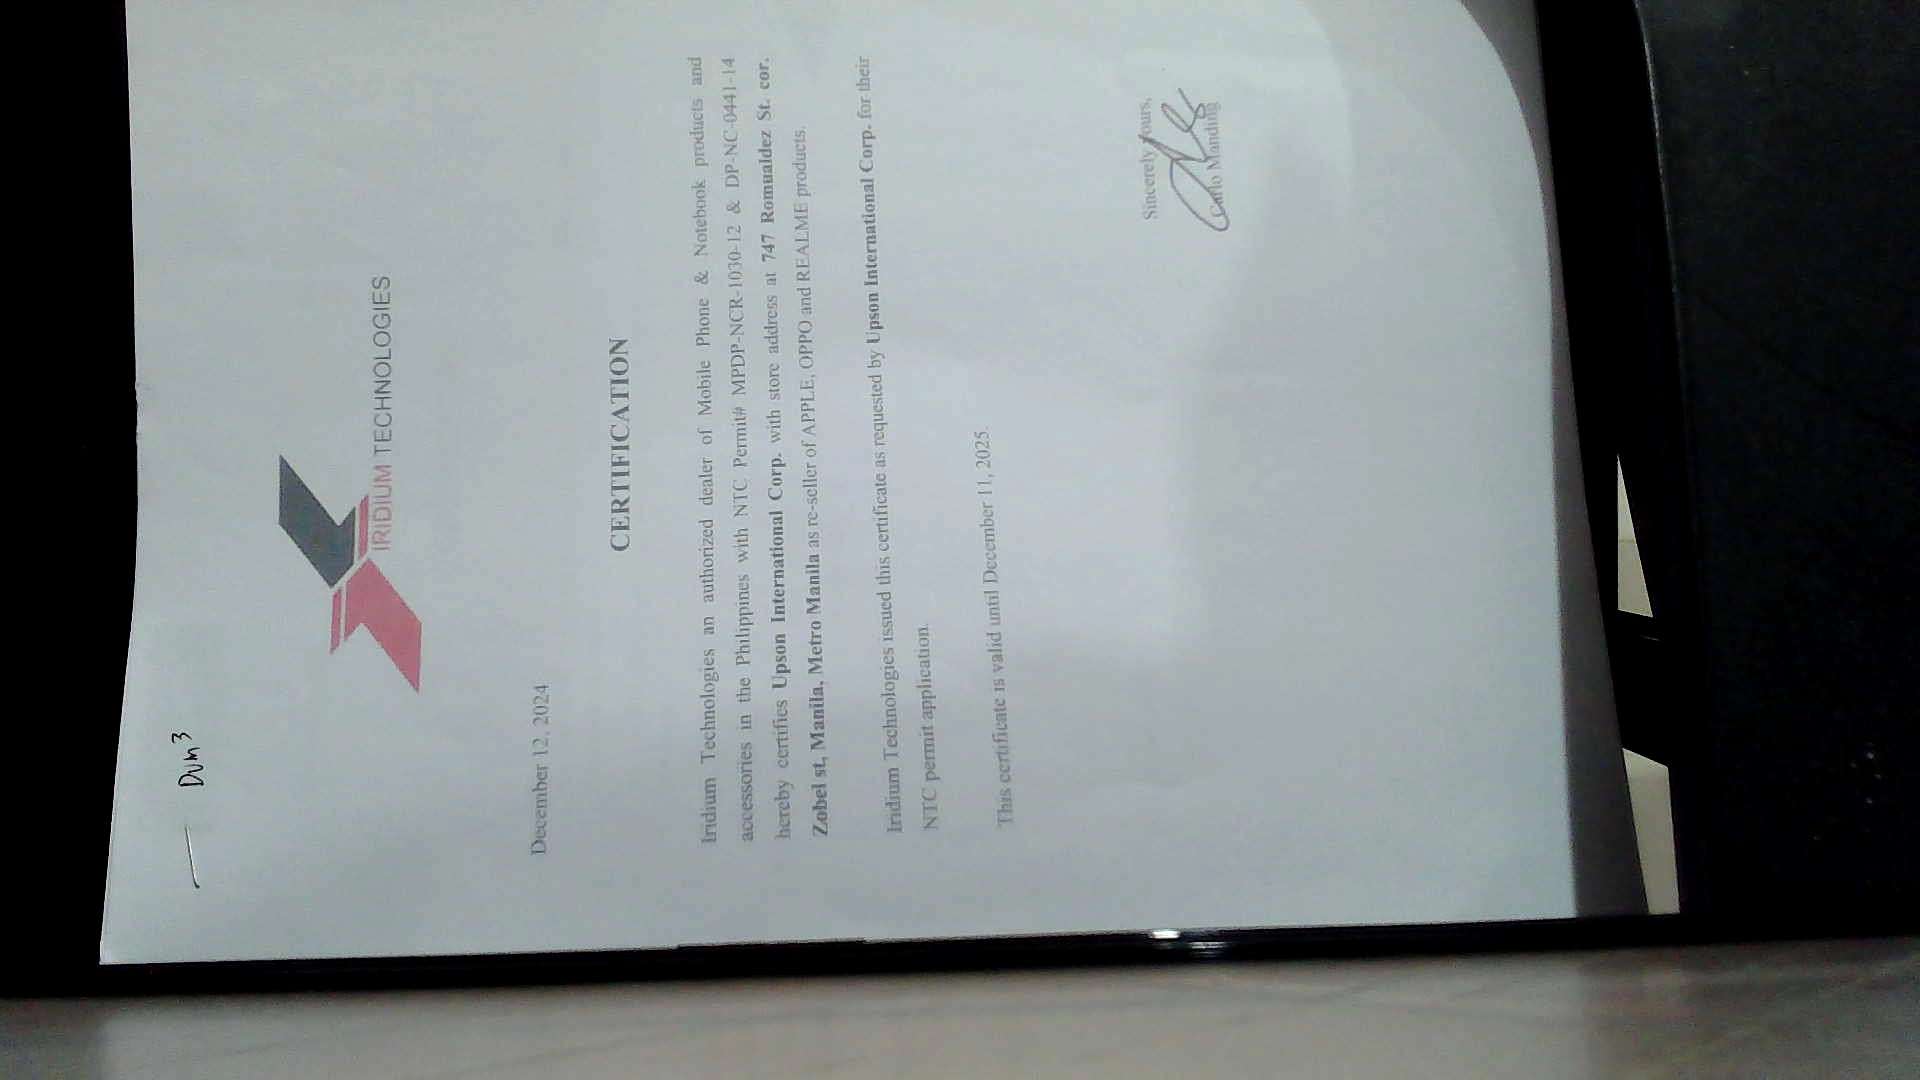 Dum 3
IRIDIUM TECHNOLOGIES
December 12, 2024
CERTIFICATION
Iridium Technologies an authorized dealer of Mobile Phone & Notebook products and
accessories in the Philippines with NTC Permit# MPDP-NCR-1030-12 & DP-NC-0441-14
hereby certifies Upson International Corp. with store address at 747 Romualdez St. cor.
Zobel st, Manila, Metro Manila as re-seller of APPLE, OPPO and REALME products.
Iridium Technologies issued this certificate as requested by Upson International Corp. for their
NTC permit application.
This certificate is valid until December 11, 2025.
Sincerely yours,
Carlo Manding